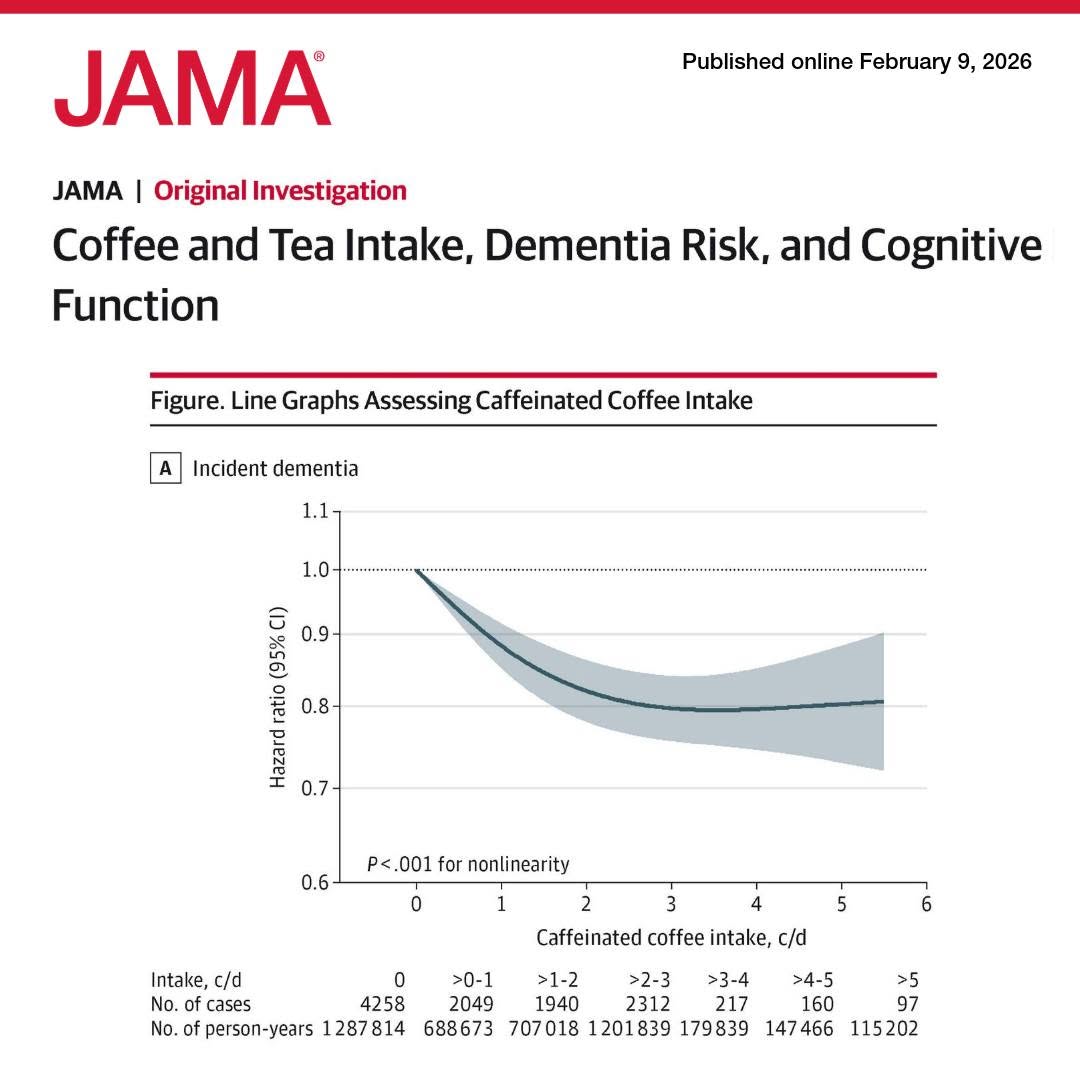 JAMA®
Published online February 9, 2026
JAMA | Original Investigation
Coffee and Tea Intake, Dementia Risk, and Cognitive
Function
Figure. Line Graphs Assessing Caffeinated Coffee Intake
A Incident dementia
Hazard ratio (95% CI)
1.1
1.0
0.9
0.8
0.7
0.6
P<.001 for nonlinearity
0 1 2 3 4 5 6
Caffeinated coffee intake, c/d
Intake, c/d 0 >0-1 >1-2 >2-3 >3-4 >4-5 >5
No. of cases 4258 2049 1940 2312 217 160 97
No. of person-years 1287814 688673 707018 1201839 179839 147466 115202